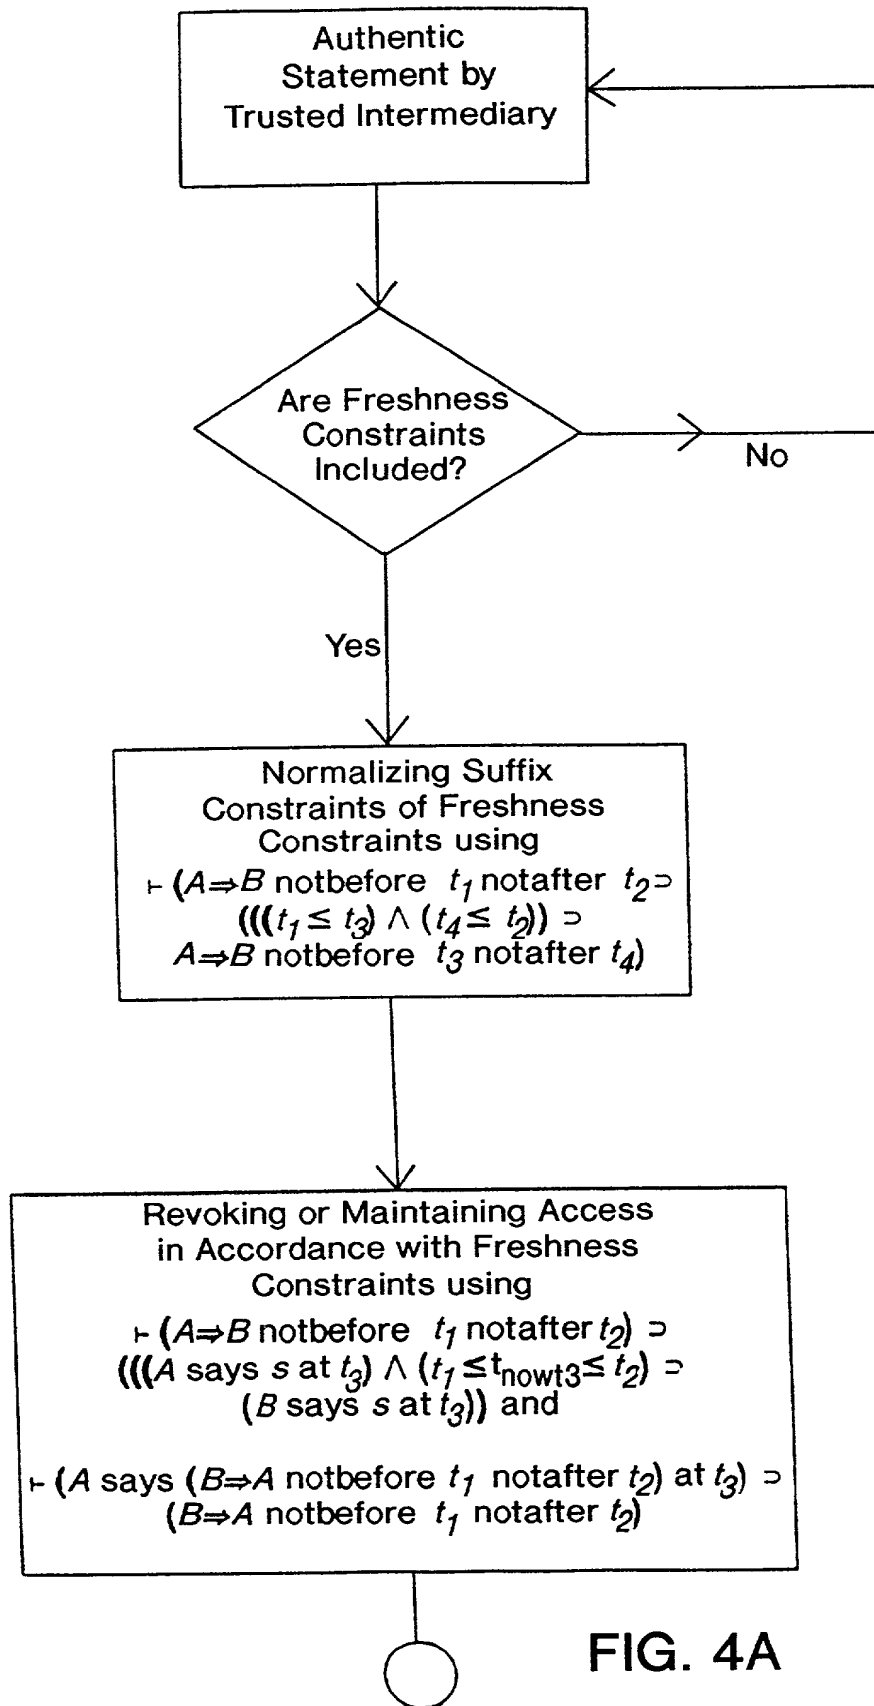 Authentic
Statement by
Trusted Intermediary
Are Freshness
Constraints
Included?
No
Yes
Normalizing Suffix
Constraints of Freshness
Constraints using
⊢ (A⇒B notbefore t₁ notafter t₂ ⊃
(((t₁ ≤ t₃) ∧ (t₄ ≤ t₂)) ⊃
A⇒B notbefore t₃ notafter t₄)
Revoking or Maintaining Access
in Accordance with Freshness
Constraints using
⊢ (A⇒B notbefore t₁ notafter t₂) ⊃
(((A says s at t₃) ∧ (t₁ ≤ t_nowt3 ≤ t₂) ⊃
(B says s at t₃)) and
⊢ (A says (B⇒A notbefore t₁ notafter t₂) at t₃) ⊃
(B⇒A notbefore t₁ notafter t₂)
FIG. 4A